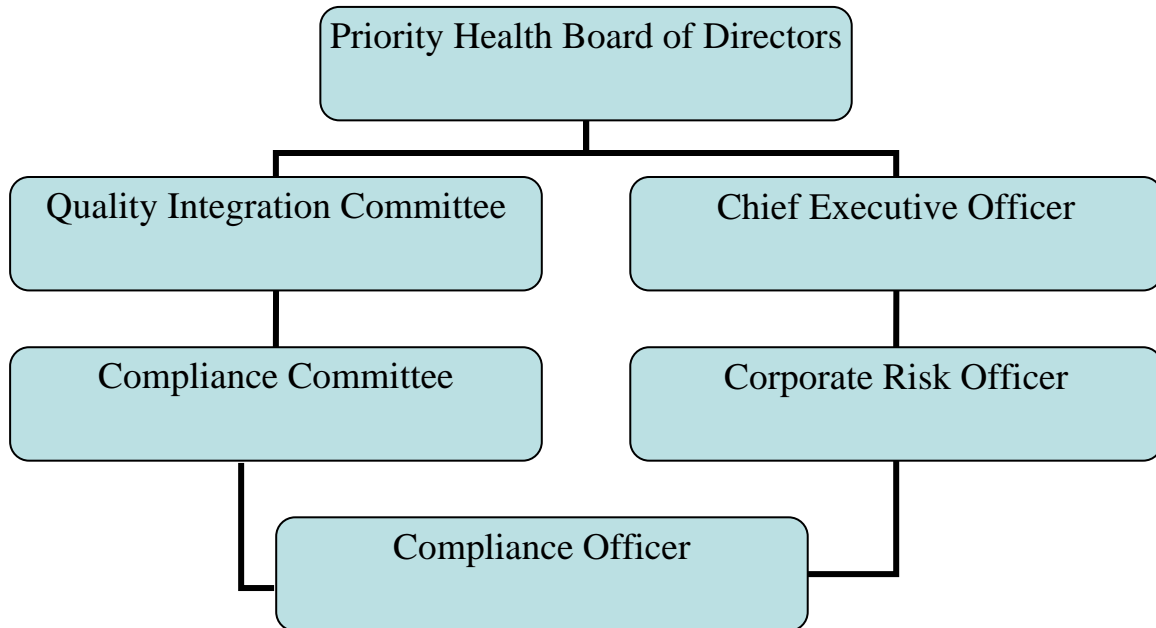 Priority Health Board of Directors
Quality Integration Committee
Chief Executive Officer
Compliance Committee
Corporate Risk Officer
Compliance Officer